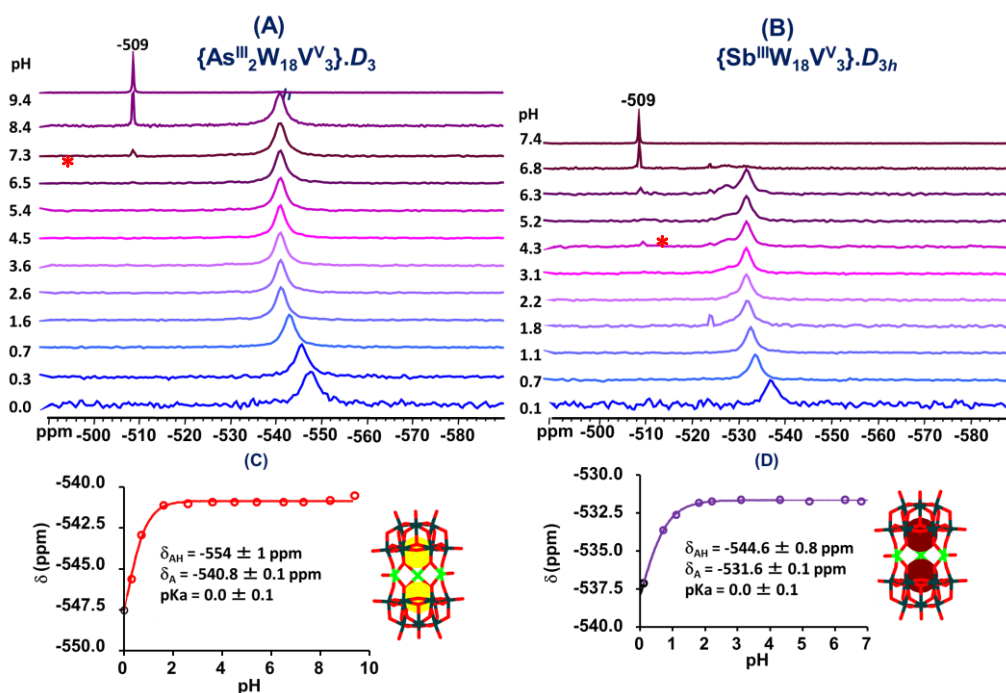 (A)
{As^III_2W_18V^V_3}.D_3h
-509
pH
9.4
8.4
7.3
*
6.5
5.4
4.5
3.6
2.6
1.6
0.7
0.3
0.0
ppm -500 -510 -520 -530 -540 -550 -560 -570 -580
(B)
{Sb^IIIW_18V^V_3}.D_3h
-509
pH
7.4
6.8
6.3
5.2
*
4.3
3.1
2.2
1.8
1.1
0.7
0.1
ppm -500 -510 -520 -530 -540 -550 -560 -570 -580
(C)
-540.0
-542.5
-545.0
-547.5
-550.0
δ (ppm)
δ_AH = -554 ± 1 ppm
δ_A = -540.8 ± 0.1 ppm
pKa = 0.0 ± 0.1
0 2 4 6 8 10
pH
(D)
-530.0
-532.5
-535.0
-537.5
-540.0
δ (ppm)
δ_AH = -544.6 ± 0.8 ppm
δ_A = -531.6 ± 0.1 ppm
pKa = 0.0 ± 0.1
0 1 2 3 4 5 6 7
pH